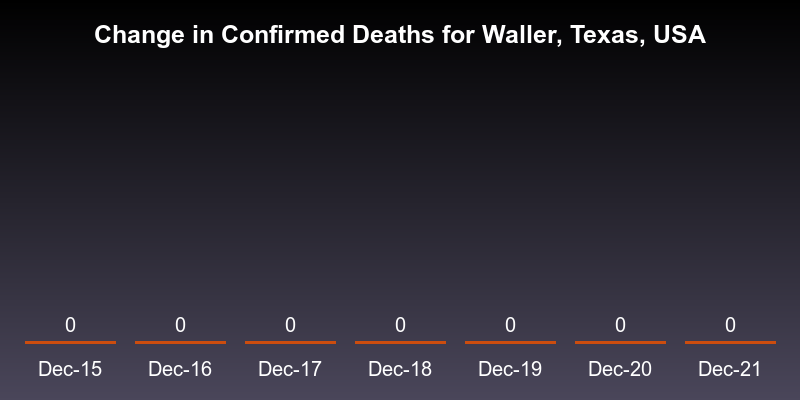 Change in Confirmed Deaths for Waller, Texas, USA
0 0 0 0 0 0 0
Dec-15 Dec-16 Dec-17 Dec-18 Dec-19 Dec-20 Dec-21